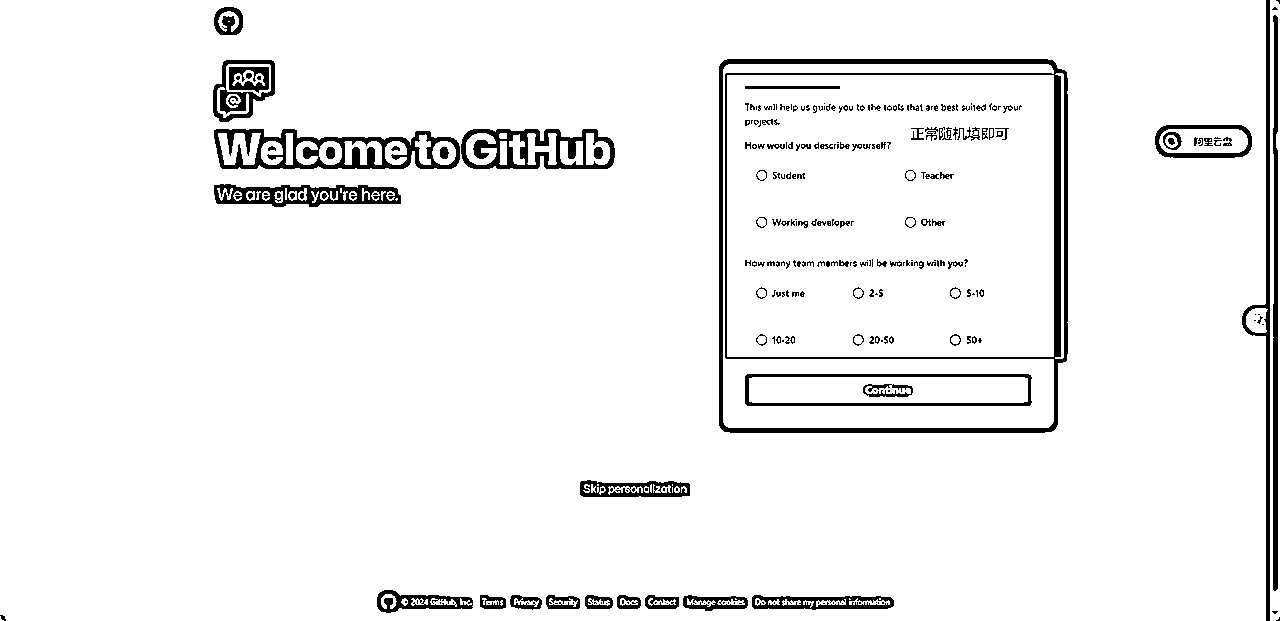 Welcome to GitHub
We are glad you're here.
This will help us guide you to the tools that are best suited for your
projects.
正常随机填即可
How would you describe yourself?
Student
Teacher
Working developer
Other
How many team members will be working with you?
Just me
2-5
5-10
10-20
20-50
50+
Continue
阿里云盘
Skip personalization
© 2024 GitHub, Inc. Terms Privacy Security Status Docs Contact Manage cookies Do not share my personal information